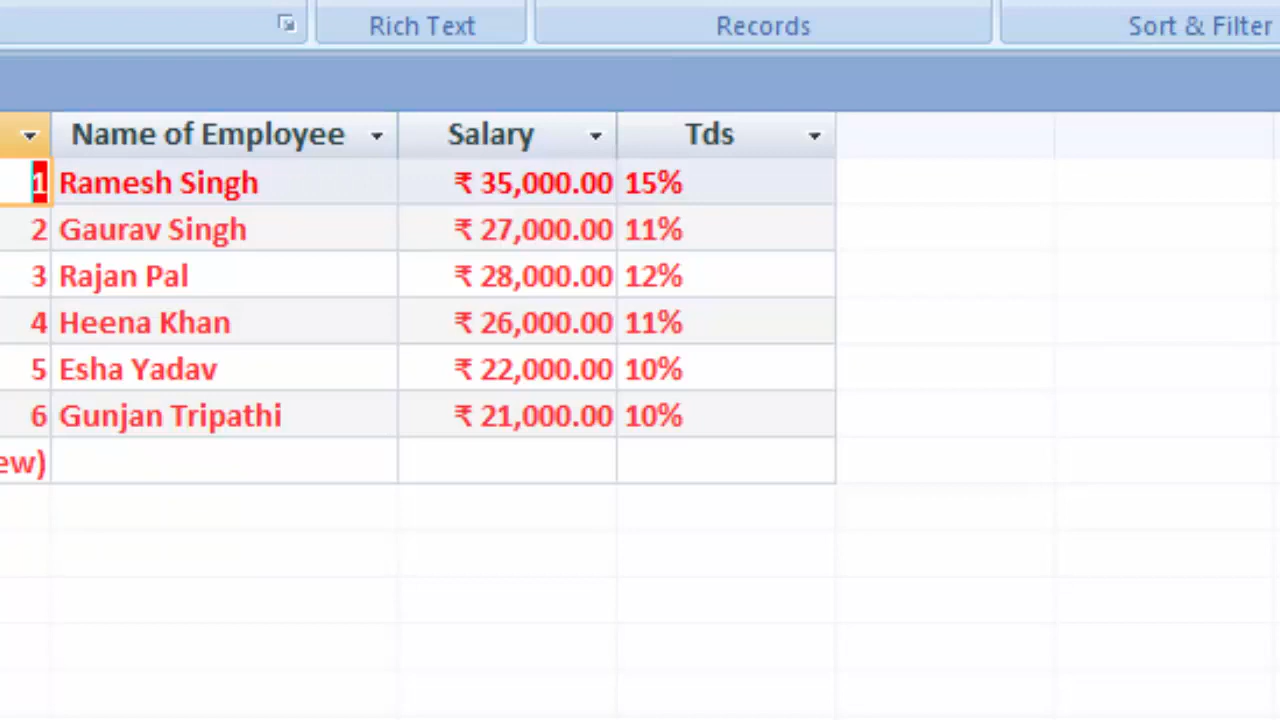 Rich Text Records Sort & Filter
Name of Employee Salary Tds
1 Ramesh Singh ₹ 35,000.00 15%
2 Gaurav Singh ₹ 27,000.00 11%
3 Rajan Pal ₹ 28,000.00 12%
4 Heena Khan ₹ 26,000.00 11%
5 Esha Yadav ₹ 22,000.00 10%
6 Gunjan Tripathi ₹ 21,000.00 10%
ew)